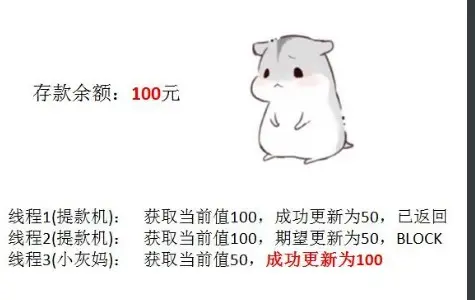 存款余额：100元
线程1(提款机)： 获取当前值100，成功更新为50，已返回
线程2(提款机)： 获取当前值100，期望更新为50，BLOCK
线程3(小灰妈)： 获取当前值50，成功更新为100